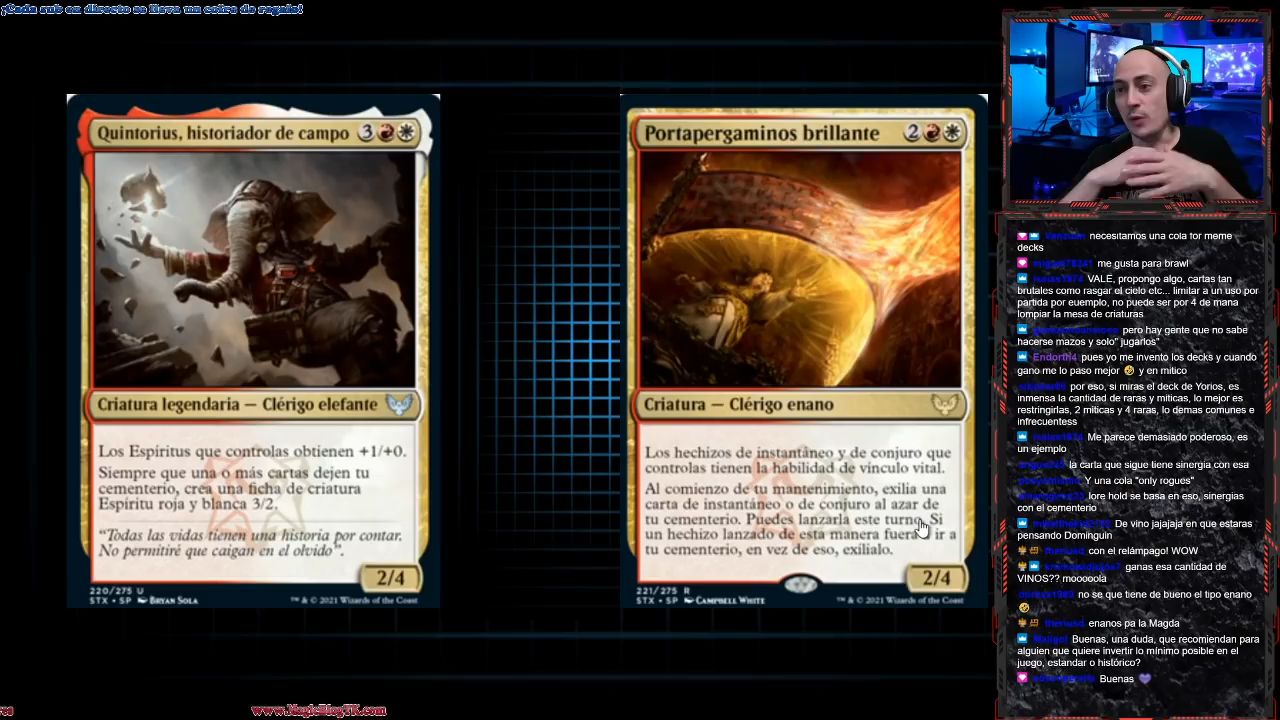 ¡Cada sub en directo se lleva un cofre de regalo!
Quintorius, historiador de campo 3
Criatura legendaria — Clérigo elefante
Los Espíritus que controlas obtienen +1/+0.
Siempre que una o más cartas dejen tu
cementerio, crea una ficha de criatura
Espíritu roja y blanca 3/2.
“Todas las vidas tienen una historia por contar.
No permitiré que caigan en el olvido”.
2/4
220/275 U
STX • SP BRYAN SOLA
™ & © 2021 Wizards of the Coast
Portapergaminos brillante 2
Criatura — Clérigo enano
Los hechizos de instantáneo y de conjuro que
controlas tienen la habilidad de vínculo vital.
Al comienzo de tu mantenimiento, exilia una
carta de instantáneo o de conjuro al azar de
tu cementerio. Puedes lanzarla este turno. Si
un hechizo lanzado de esta manera fuera a ir a
tu cementerio, en vez de eso, exílialo.
2/4
221/275 R
STX • SP CAMPBELL WHITE
™ & © 2021 Wizards of the Coast
necesitamos una cola for meme
decks
me gusta para brawl
VALE, propongo algo, cartas tan
brutales como rasgar el cielo etc... limitar a un uso por
partida por euemplo, no puede ser por 4 de mana
lompiar la mesa de criaturas
pero hay gente que no sabe
hacerse mazos y solo" jugarlos"
Endorth4 pues yo me invento los decks y cuando
gano me lo paso mejor y en mitico
por eso, si miras el deck de Yorios, es
inmensa la cantidad de raras y míticas, lo mejor es
restringirlas, 2 míticas y 4 raras, lo demas comunes e
infrecuentess
Me parece demasiado poderoso, es
un ejemplo
la carta que sigue tiene sinergía con esa
Y una cola "only rogues"
lore hold se basa en eso, sinergias
con el cementerio
De vino jajajaja en que estaras
pensando Dominguin
con el relámpago! WOW
ganas esa cantidad de
VINOS?? mooooola
no se que tiene de bueno el tipo enano
enanos pa la Magda
Buenas, una duda, que recomiendan para
alguien que quiere invertir lo mínimo posible en el
juego, estandar o histórico?
Buenas
www.MagicBlogTK.com